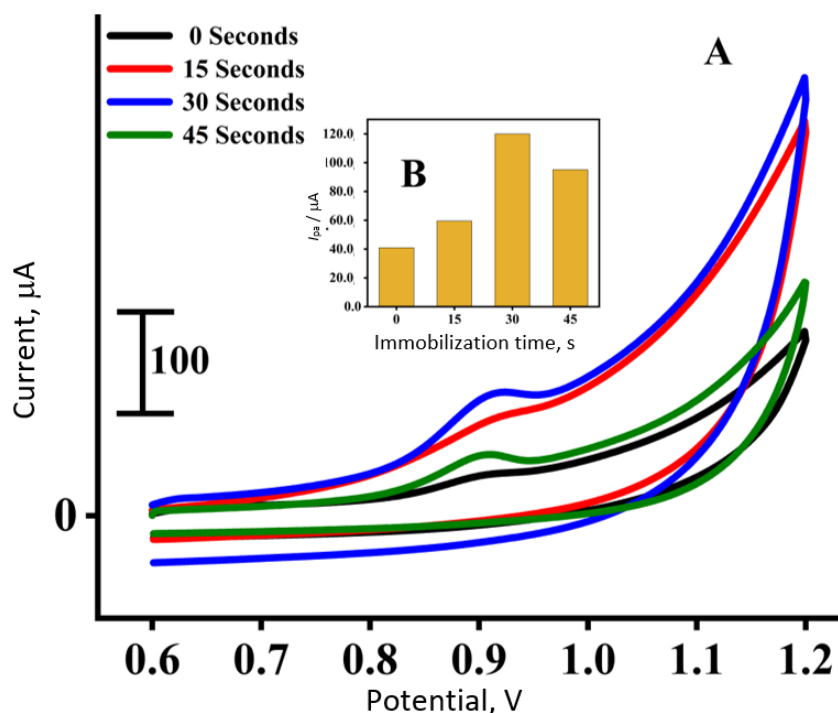 0 Seconds
15 Seconds
30 Seconds
45 Seconds
A
B
120.0
100.0
80.0
60.0
40.0
20.0
0.0
Ipa / μA
0 15 30 45
Immobilization time, s
Current, μA
100
0
0.6 0.7 0.8 0.9 1.0 1.1 1.2
Potential, V